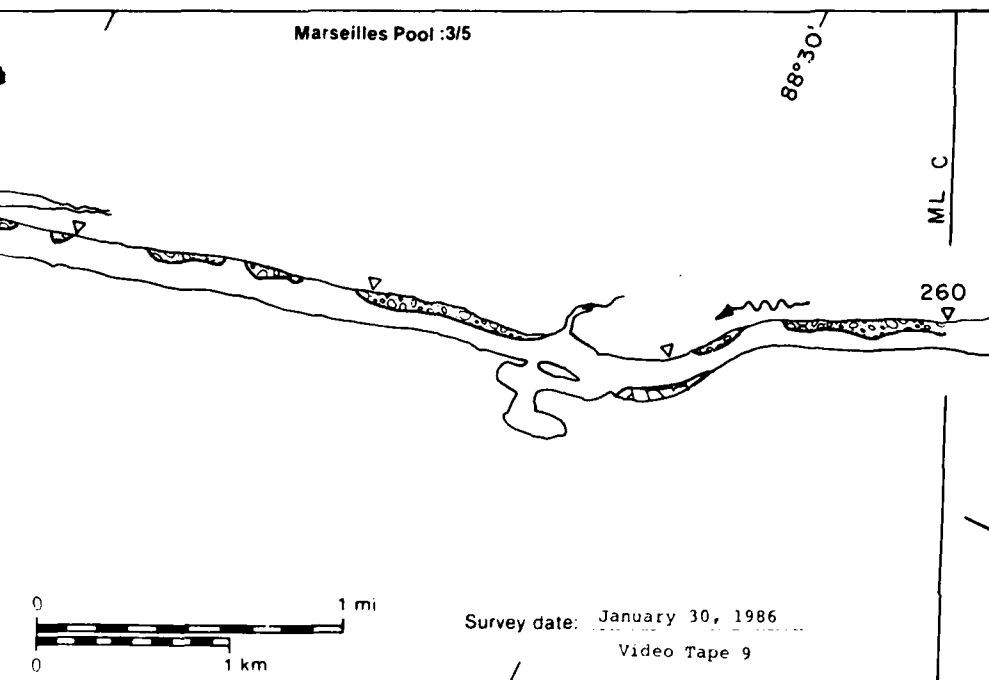 Marseilles Pool :3/5
88°30'
ML C
260
0 1 mi
0 1 km
Survey date: January 30, 1986
Video Tape 9